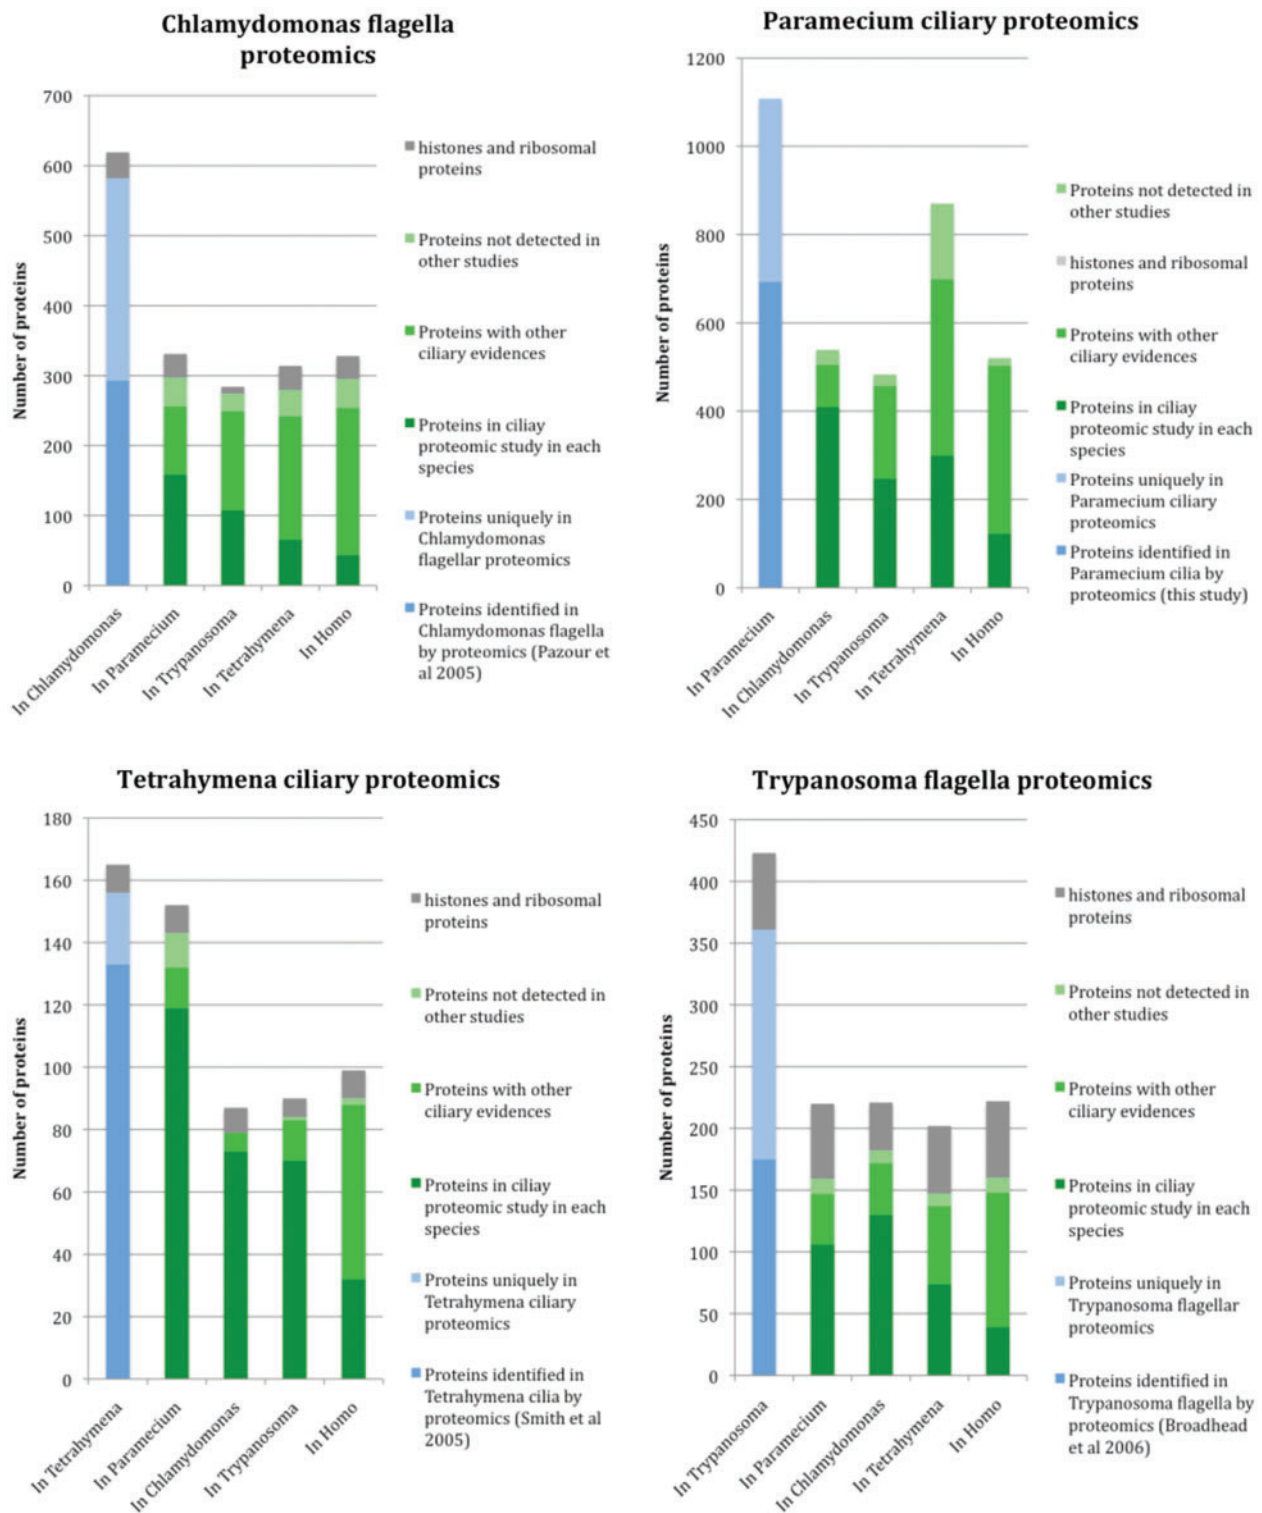 Chlamydomonas flagella
proteomics
Number of proteins
700
600
500
400
300
200
100
0
In Chlamydomonas
In Paramecium
In Trypanosoma
In Tetrahymena
In Homo
histones and ribosomal
proteins
Proteins not detected in
other studies
Proteins with other
ciliary evidences
Proteins in ciliay
proteomic study in each
species
Proteins uniquely in
Chlamydomonas
flagellar proteomics
Proteins identified in
Chlamydomonas flagella
by proteomics (Pazour et
al 2005)
Paramecium ciliary proteomics
Number of proteins
1200
1000
800
600
400
200
0
In Paramecium
In Chlamydomonas
In Trypanosoma
In Tetrahymena
In Homo
Proteins not detected in
other studies
histones and ribosomal
proteins
Proteins with other
ciliary evidences
Proteins in ciliay
proteomic study in each
species
Proteins uniquely in
Paramecium ciliary
proteomics
Proteins identified in
Paramecium cilia by
proteomics (this study)
Tetrahymena ciliary proteomics
Number of proteins
180
160
140
120
100
80
60
40
20
0
In Tetrahymena
In Paramecium
In Chlamydomonas
In Trypanosoma
In Homo
histones and ribosomal
proteins
Proteins not detected in
other studies
Proteins with other
ciliary evidences
Proteins in ciliay
proteomic study in each
species
Proteins uniquely in
Tetrahymena ciliary
proteomics
Proteins identified in
Tetrahymena cilia by
proteomics (Smith et al
2005)
Trypanosoma flagella proteomics
Number of proteins
450
400
350
300
250
200
150
100
50
0
In Trypanosoma
In Paramecium
In Chlamydomonas
In Tetrahymena
In Homo
histones and ribosomal
proteins
Proteins not detected in
other studies
Proteins with other
ciliary evidences
Proteins in ciliay
proteomic study in each
species
Proteins uniquely in
Trypanosoma flagellar
proteomics
Proteins identified in
Trypanosoma flagella by
proteomics (Broadhead
et al 2006)